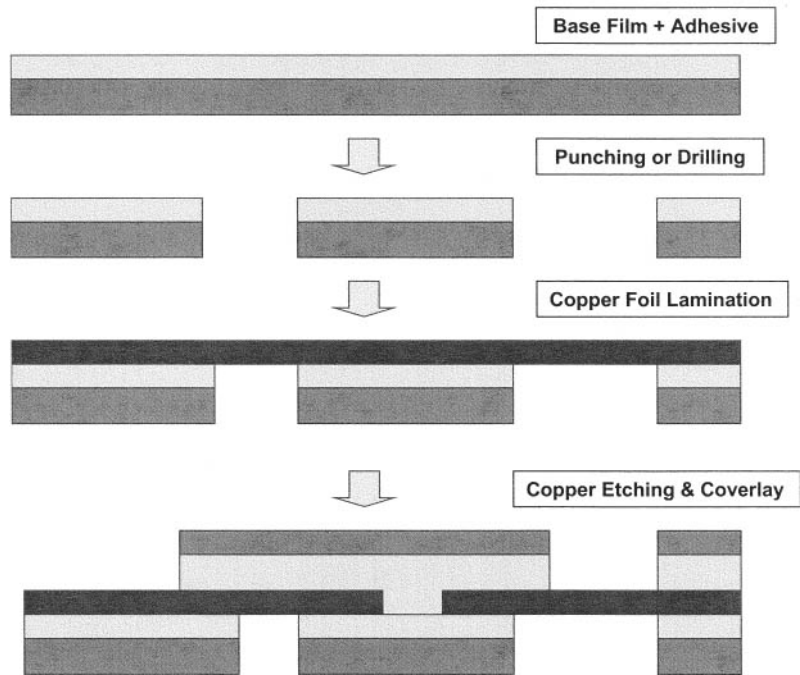 Base Film + Adhesive
Punching or Drilling
Copper Foil Lamination
Copper Etching & Coverlay